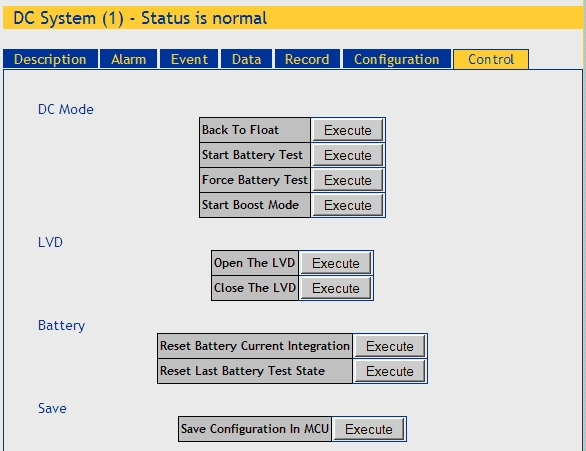 DC System (1) - Status is normal
Description Alarm Event Data Record Configuration Control
DC Mode
Back To Float Execute
Start Battery Test Execute
Force Battery Test Execute
Start Boost Mode Execute
LVD
Open The LVD Execute
Close The LVD Execute
Battery
Reset Battery Current Integration Execute
Reset Last Battery Test State Execute
Save
Save Configuration In MCU Execute